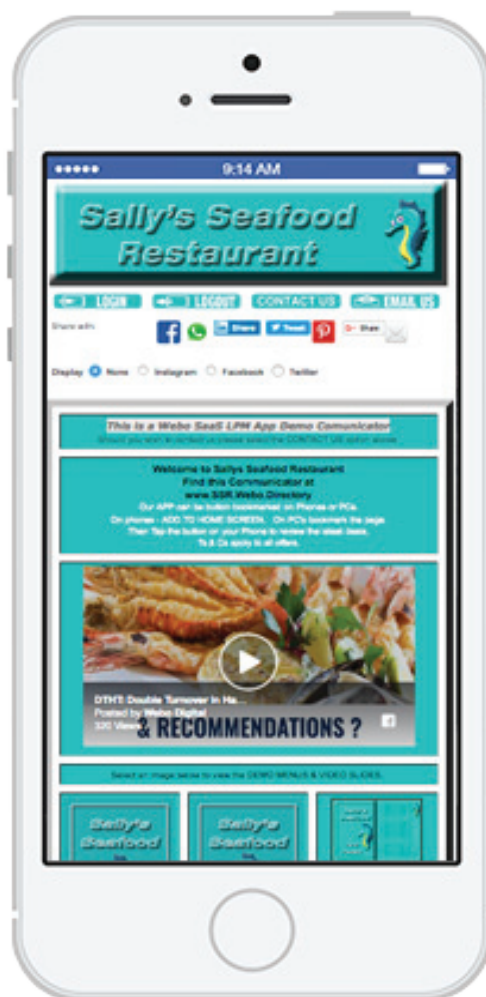 9:14 AM
Sally's Seafood
Restaurant
LOGIN LOGOUT CONTACT US EMAIL US
Share with: Share Tweet Share
Display None Instagram Facebook Twitter
This is a Webo SaaS LPM App Demo Comunicator
Should you wish to contact us please select the CONTACT US option above
Welcome to Sallys Seafood Restaurant
Find this Communicator at
www.SSR.Webo.Directory
Our APP can be button bookmarked on Phones or PCs.
On phones - ADD TO HOME SCREEN. On PC's bookmark the page
Then Tap the button on your Phone to review the latest deals.
Ts & Cs apply to all offers.
DTHT: Double Turnover in Ha...
Posted by Webo Digital
320 Views
& RECOMMENDATIONS ?
Select an image below to view the DEMO MENUS & VIDEO SLIDES.
Sally's Sally's
Seafood Seafood